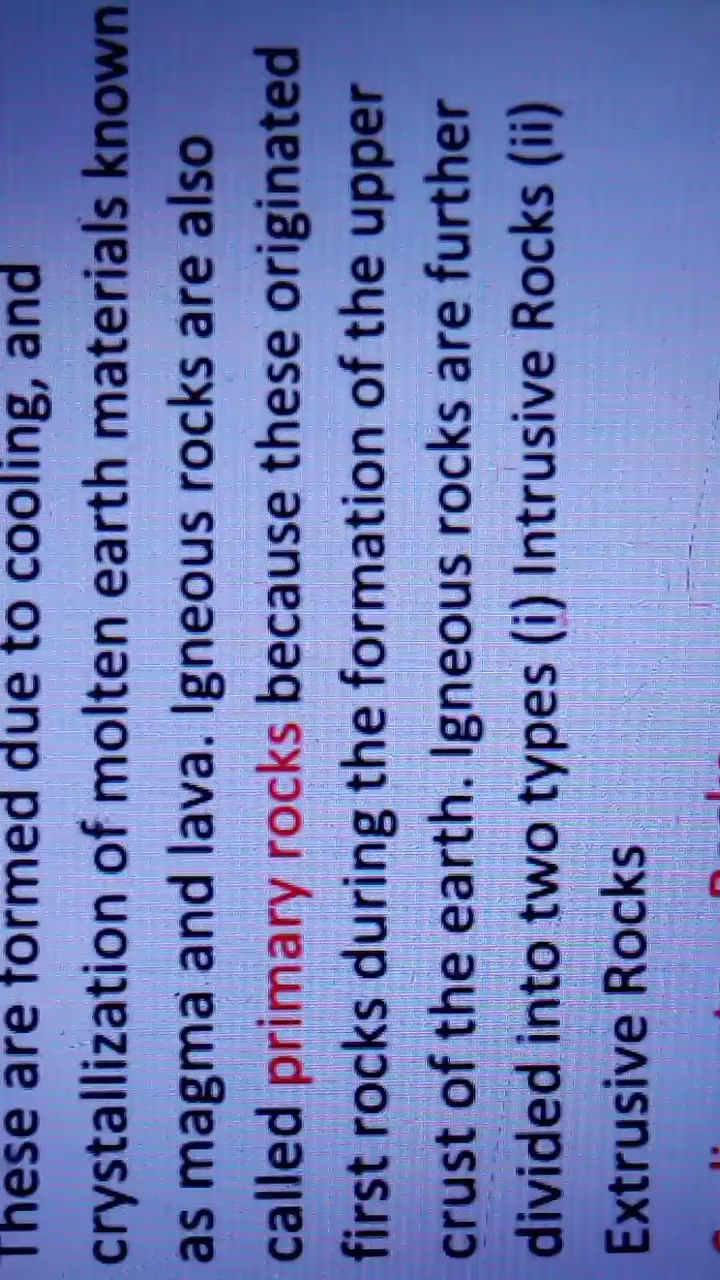 These are formed due to cooling, and
crystallization of molten earth materials known
as magma and lava. Igneous rocks are also
called primary rocks because these originated
first rocks during the formation of the upper
crust of the earth. Igneous rocks are further
divided into two types (i) Intrusive Rocks (ii)
Extrusive Rocks